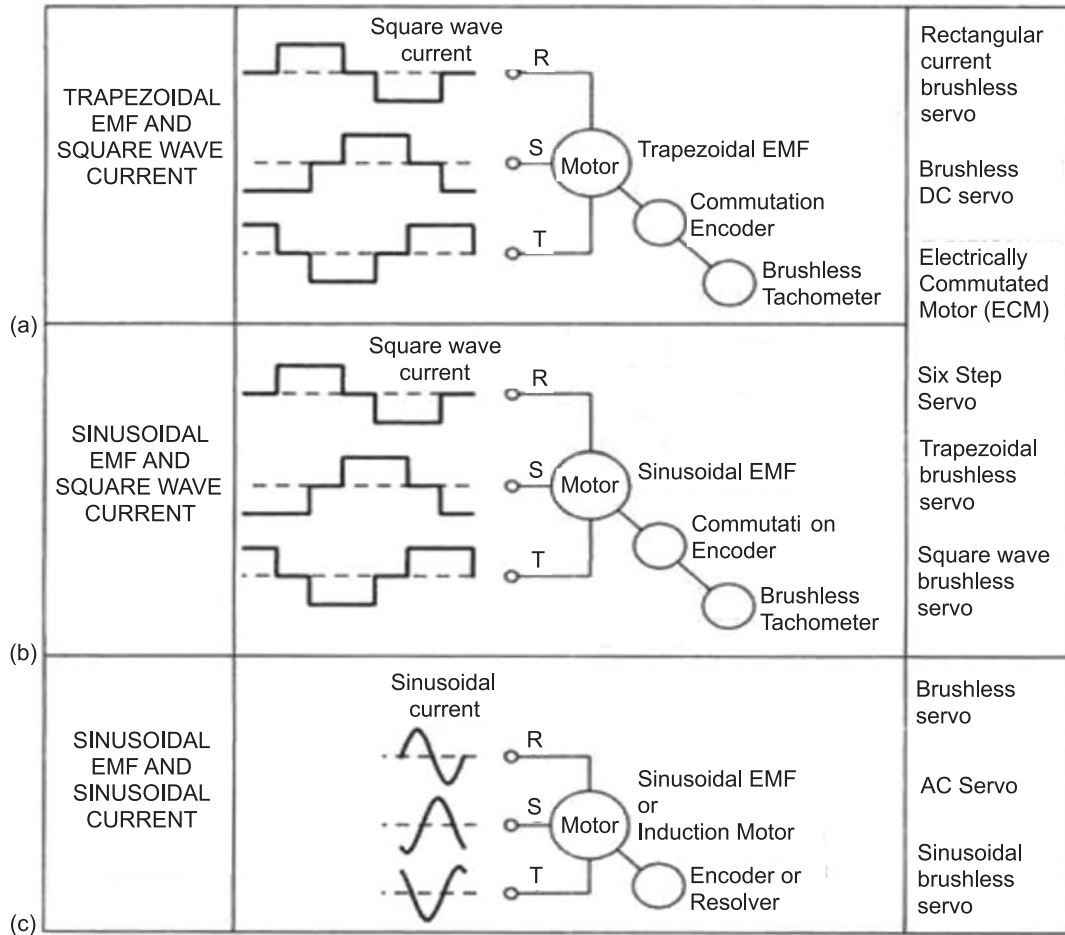 TRAPEZOIDAL
EMF AND
SQUARE WAVE
CURRENT
Square wave
current
R
S
T
Motor
Trapezoidal EMF
Commutation
Encoder
Brushless
Tachometer
Rectangular
current
brushless
servo
Brushless
DC servo
Electrically
Commutated
Motor (ECM)
(a)
SINUSOIDAL
EMF AND
SQUARE WAVE
CURRENT
Square wave
current
R
S
T
Motor
Sinusoidal EMF
Commutati on
Encoder
Brushless
Tachometer
Six Step
Servo
Trapezoidal
brushless
servo
Square wave
brushless
servo
(b)
SINUSOIDAL
EMF AND
SINUSOIDAL
CURRENT
Sinusoidal
current
R
S
T
Motor
Sinusoidal EMF
or
Induction Motor
Encoder or
Resolver
Brushless
servo
AC Servo
Sinusoidal
brushless
servo
(c)